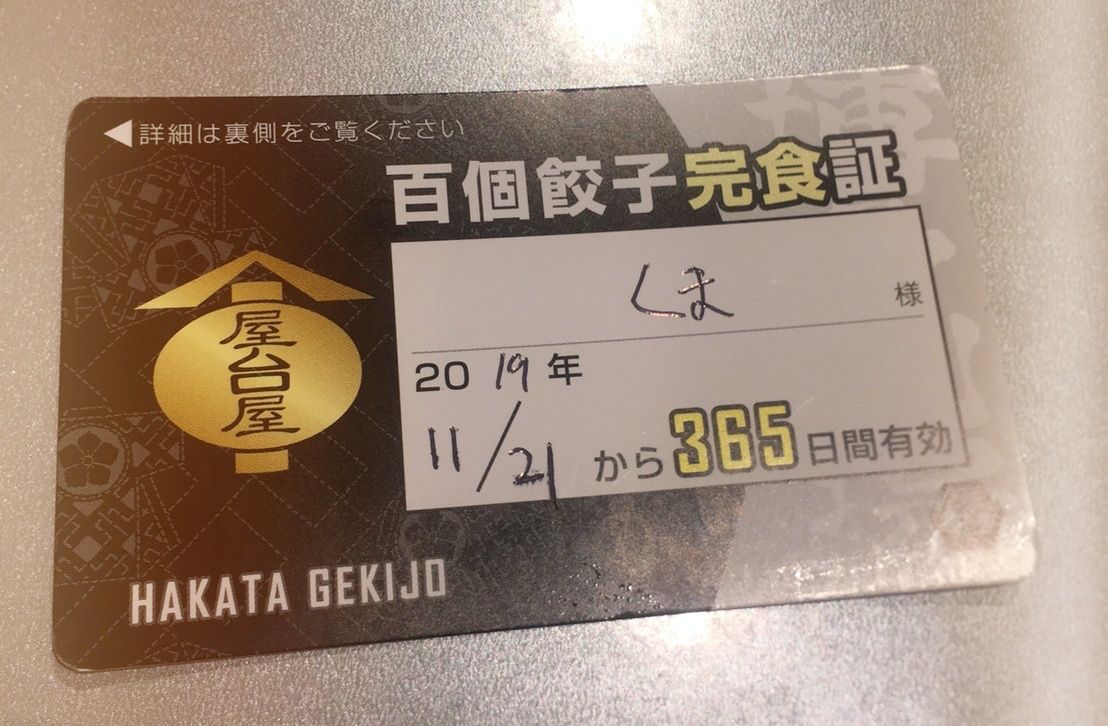 ◀詳細は裏側をご覧ください
百個餃子完食証
くま 様
2019年
11/21 から365日間有効
屋台屋
HAKATA GEKIJO